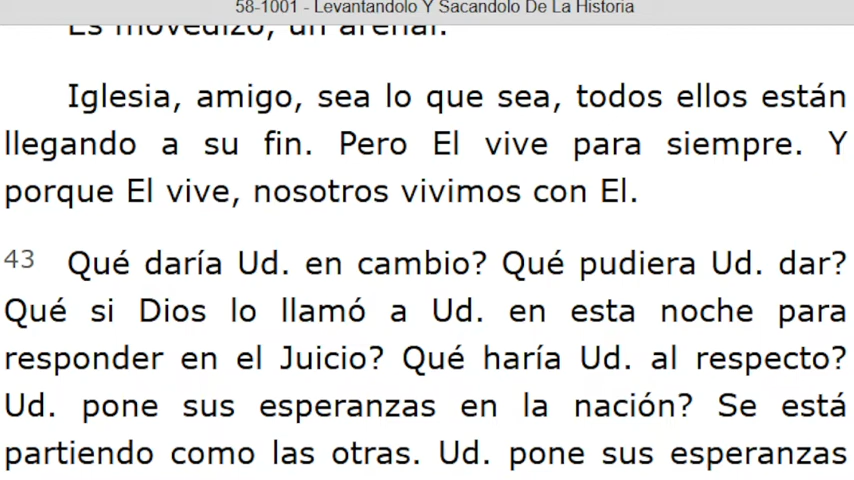 58-1001 - Levantandolo Y Sacandolo De La Historia
Es movedizo, un arenal.
Iglesia, amigo, sea lo que sea, todos ellos están
llegando a su fin. Pero El vive para siempre. Y
porque El vive, nosotros vivimos con El.
43 Qué daría Ud. en cambio? Qué pudiera Ud. dar?
Qué si Dios lo llamó a Ud. en esta noche para
responder en el Juicio? Qué haría Ud. al respecto?
Ud. pone sus esperanzas en la nación? Se está
partiendo como las otras. Ud. pone sus esperanzas